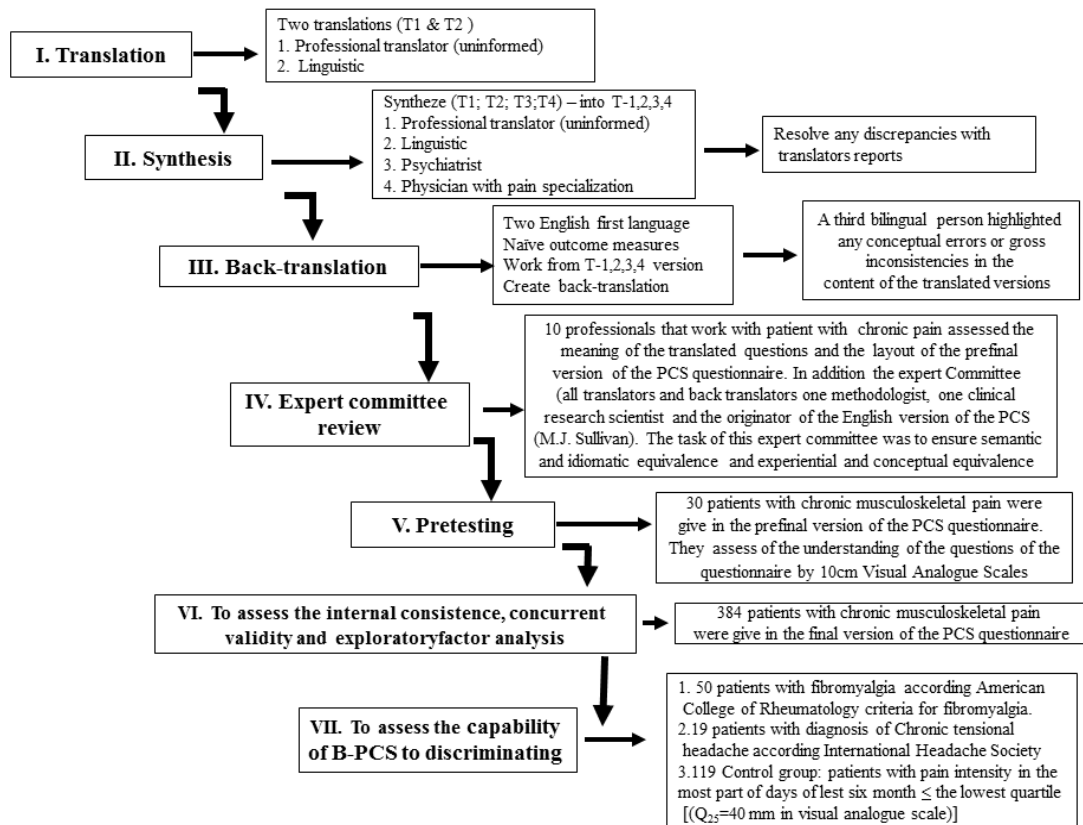 I. Translation
Two translations (T1 & T2 )
1. Professional translator (uninformed)
2. Linguistic
II. Synthesis
Syntheze (T1; T2; T3;T4) – into T-1,2,3,4
1. Professional translator (uninformed)
2. Linguistic
3. Psychiatrist
4. Physician with pain specialization
Resolve any discrepancies with
translators reports
III. Back-translation
Two English first language
Naïve outcome measures
Work from T-1,2,3,4 version
Create back-translation
A third bilingual person highlighted
any conceptual errors or gross
inconsistencies in the
content of the translated versions
IV. Expert committee
review
10 professionals that work with patient with chronic pain assessed the
meaning of the translated questions and the layout of the prefinal
version of the PCS questionnaire. In addition the expert Committee
(all translators and back translators one methodologist, one clinical
research scientist and the originator of the English version of the PCS
(M.J. Sullivan). The task of this expert committee was to ensure semantic
and idiomatic equivalence and experiential and conceptual equivalence
V. Pretesting
30 patients with chronic musculoskeletal pain were
give in the prefinal version of the PCS questionnaire.
They assess of the understanding of the questions of the
questionnaire by 10cm Visual Analogue Scales
VI. To assess the internal consistence, concurrent
validity and exploratoryfactor analysis
384 patients with chronic musculoskeletal pain
were give in the final version of the PCS questionnaire
VII. To assess the capability
of B-PCS to discriminating
1. 50 patients with fibromyalgia according American
College of Rheumatology criteria for fibromyalgia.
2.19 patients with diagnosis of Chronic tensional
headache according International Headache Society
3.119 Control group: patients with pain intensity in the
most part of days of lest six month ≤ the lowest quartile
[(Q₂₅=40 mm in visual analogue scale)]